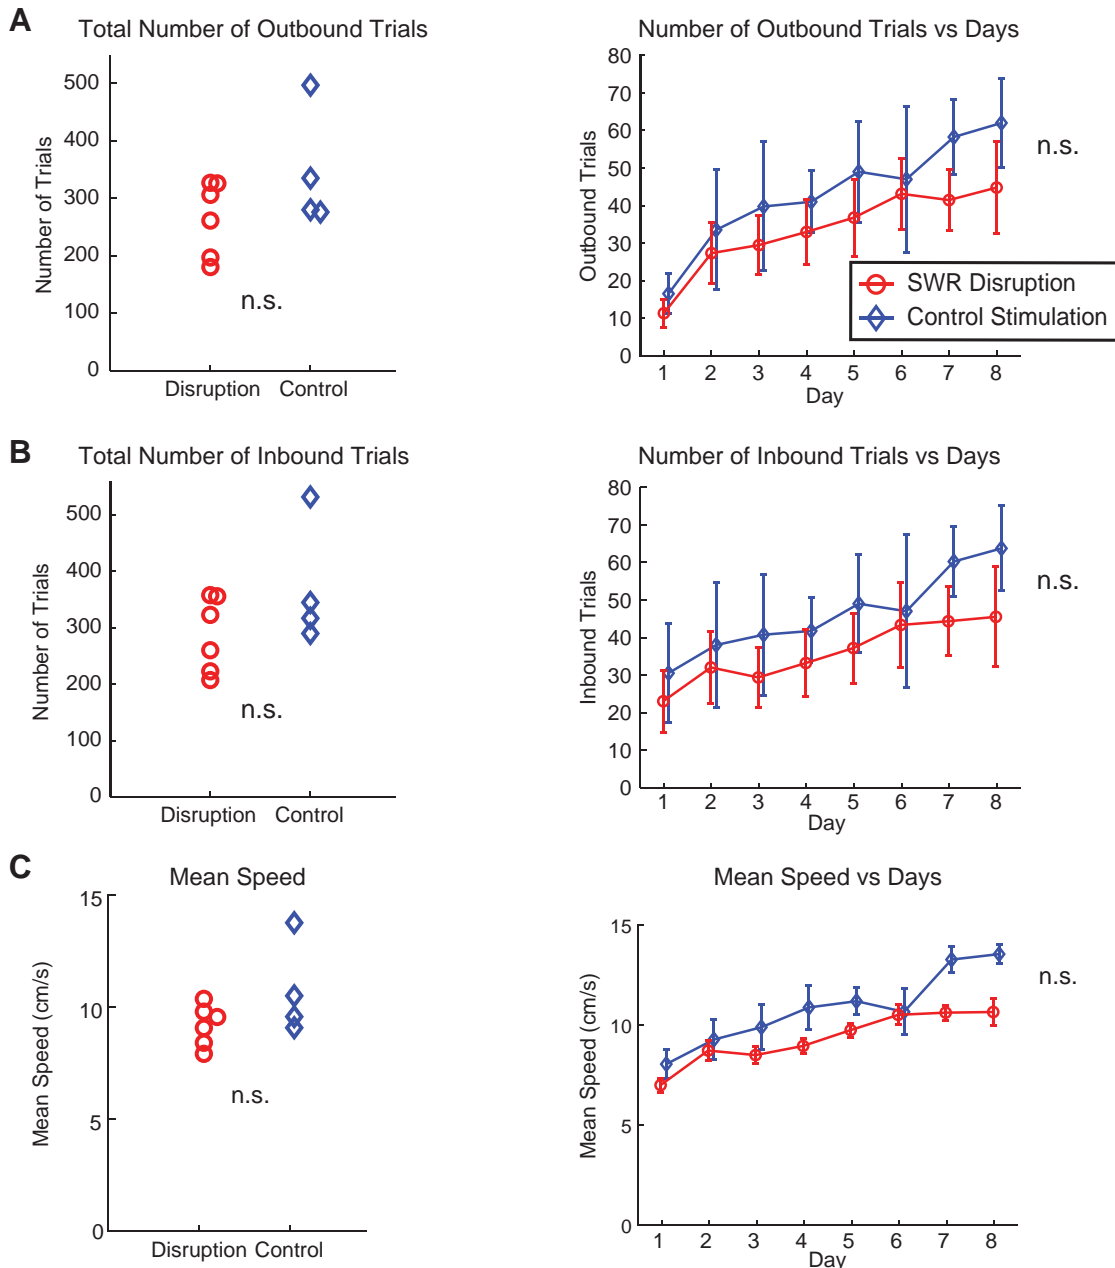 A
Total Number of Outbound Trials
Number of Trials
500
400
300
200
100
0
n.s.
Disruption Control
Number of Outbound Trials vs Days
Outbound Trials
80
70
60
50
40
30
20
10
0
n.s.
SWR Disruption
Control Stimulation
1 2 3 4 5 6 7 8
Day
B
Total Number of Inbound Trials
Number of Trials
500
400
300
200
100
0
n.s.
Disruption Control
Number of Inbound Trials vs Days
Inbound Trials
80
70
60
50
40
30
20
10
0
n.s.
1 2 3 4 5 6 7 8
Day
C
Mean Speed
Mean Speed (cm/s)
15
10
5
0
n.s.
Disruption Control
Mean Speed vs Days
Mean Speed (cm/s)
15
10
5
0
n.s.
1 2 3 4 5 6 7 8
Day